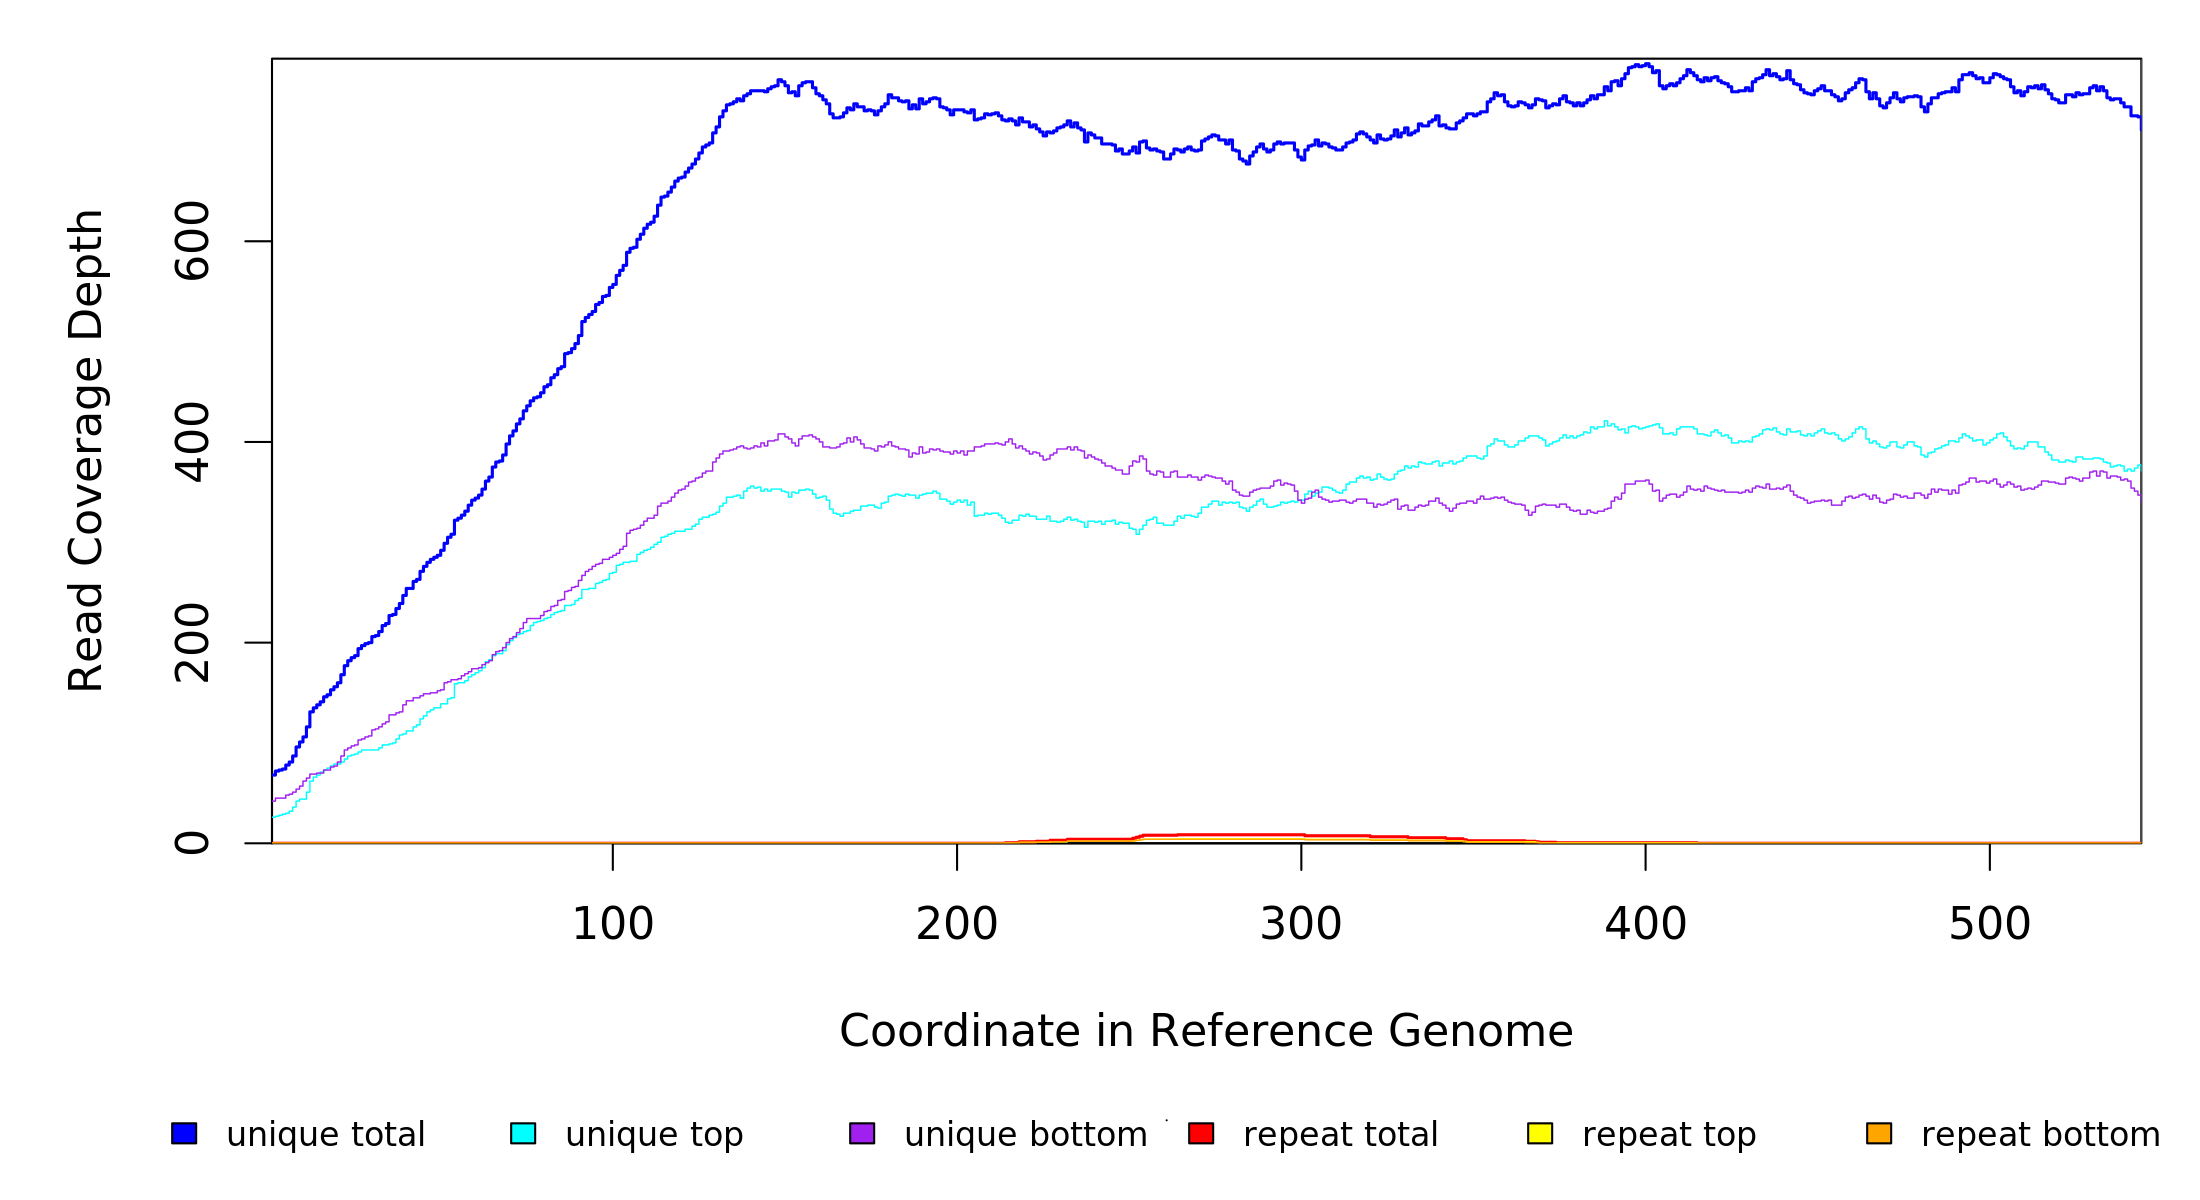 Read Coverage Depth
600
400
200
0
100 200 300 400 500
Coordinate in Reference Genome
unique total unique top unique bottom repeat total repeat top repeat bottom